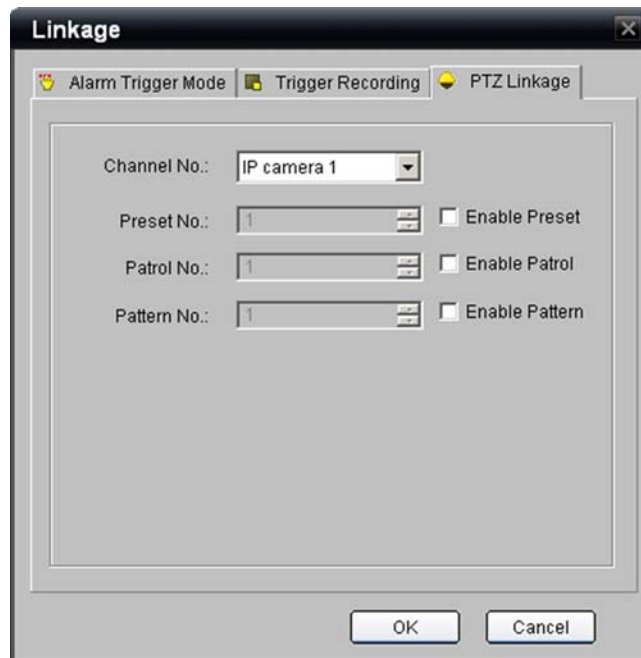 Linkage
Alarm Trigger Mode Trigger Recording PTZ Linkage
Channel No.: IP camera 1
Preset No.: 1 Enable Preset
Patrol No.: 1 Enable Patrol
Pattern No.: 1 Enable Pattern
OK Cancel